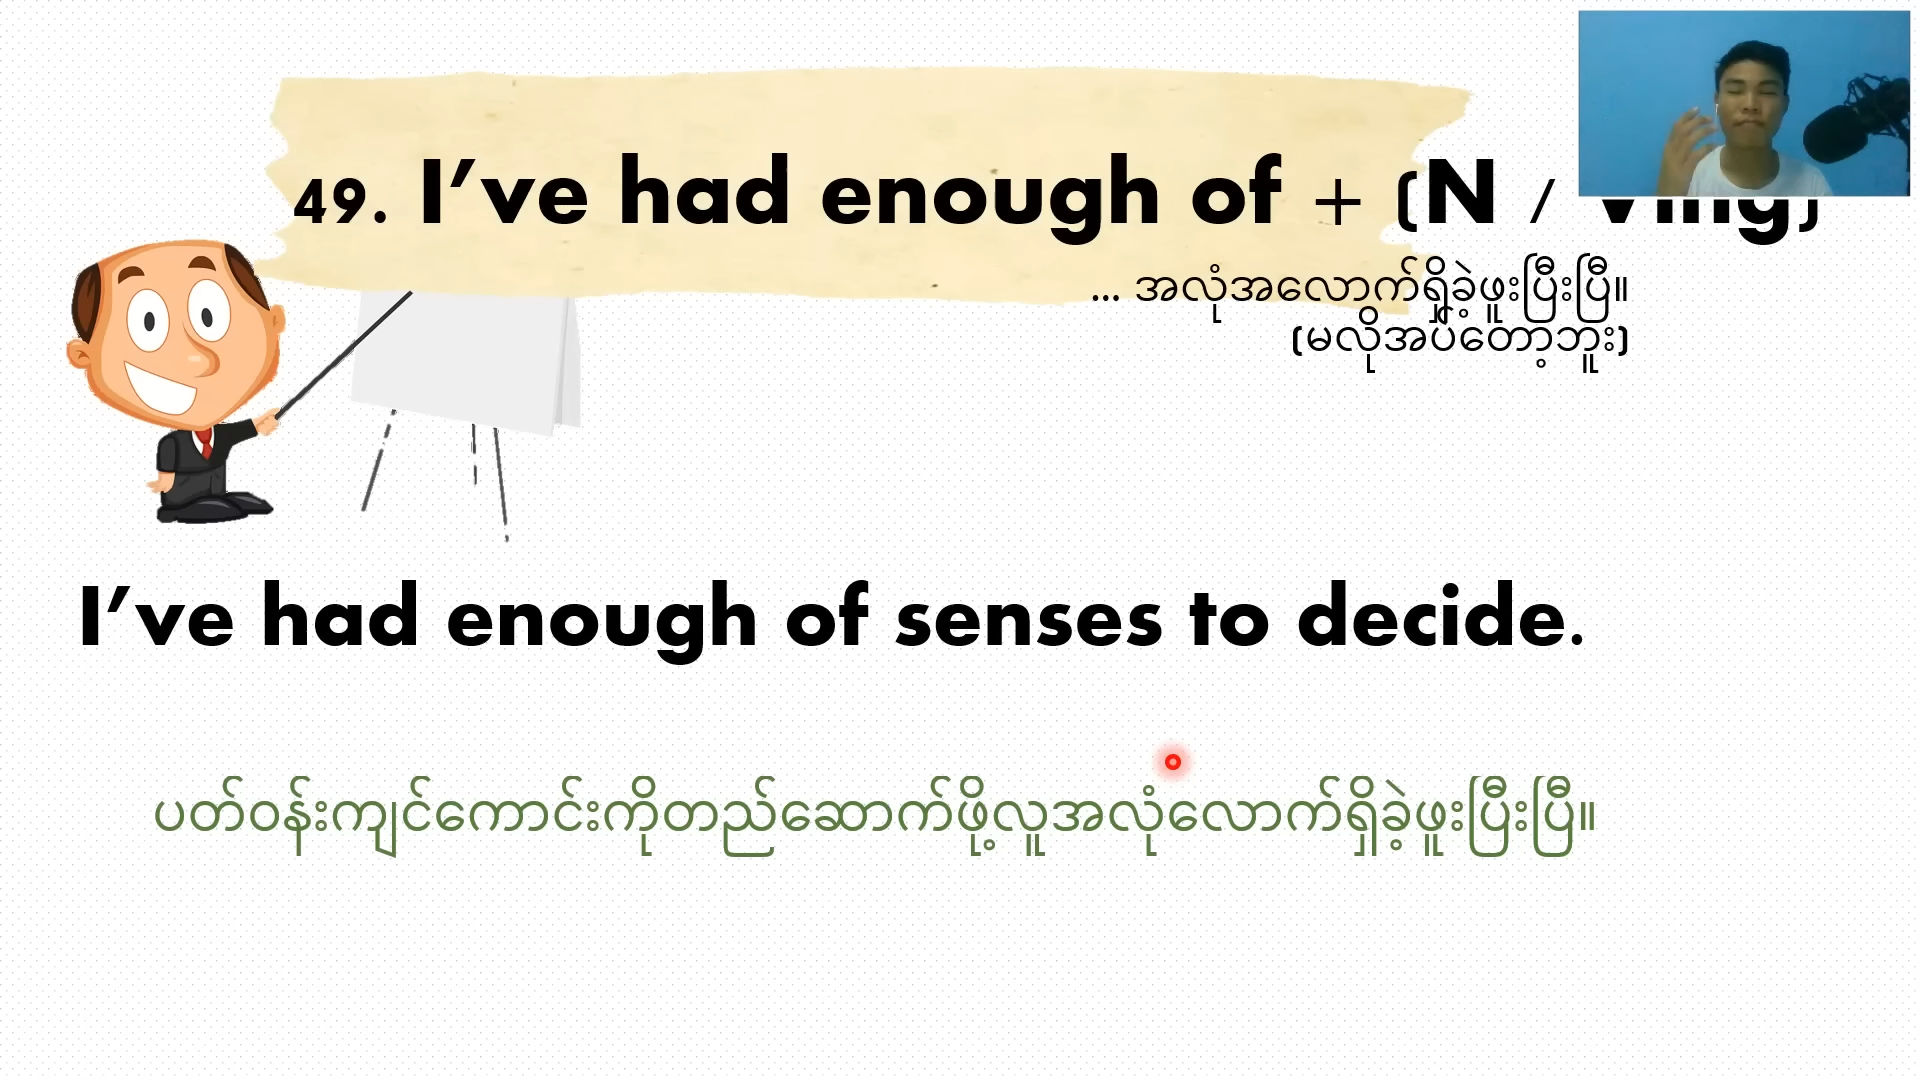 49. I’ve had enough of + (N / Ving)
... အလုံအလောက်ရှိခဲ့ဖူးပြီးပြီ။
(မလိုအပ်တော့ဘူး)
I’ve had enough of senses to decide.
ပတ်ဝန်းကျင်ကောင်းကိုတည်ဆောက်ဖို့လူအလုံလောက်ရှိခဲ့ဖူးပြီးပြီ။